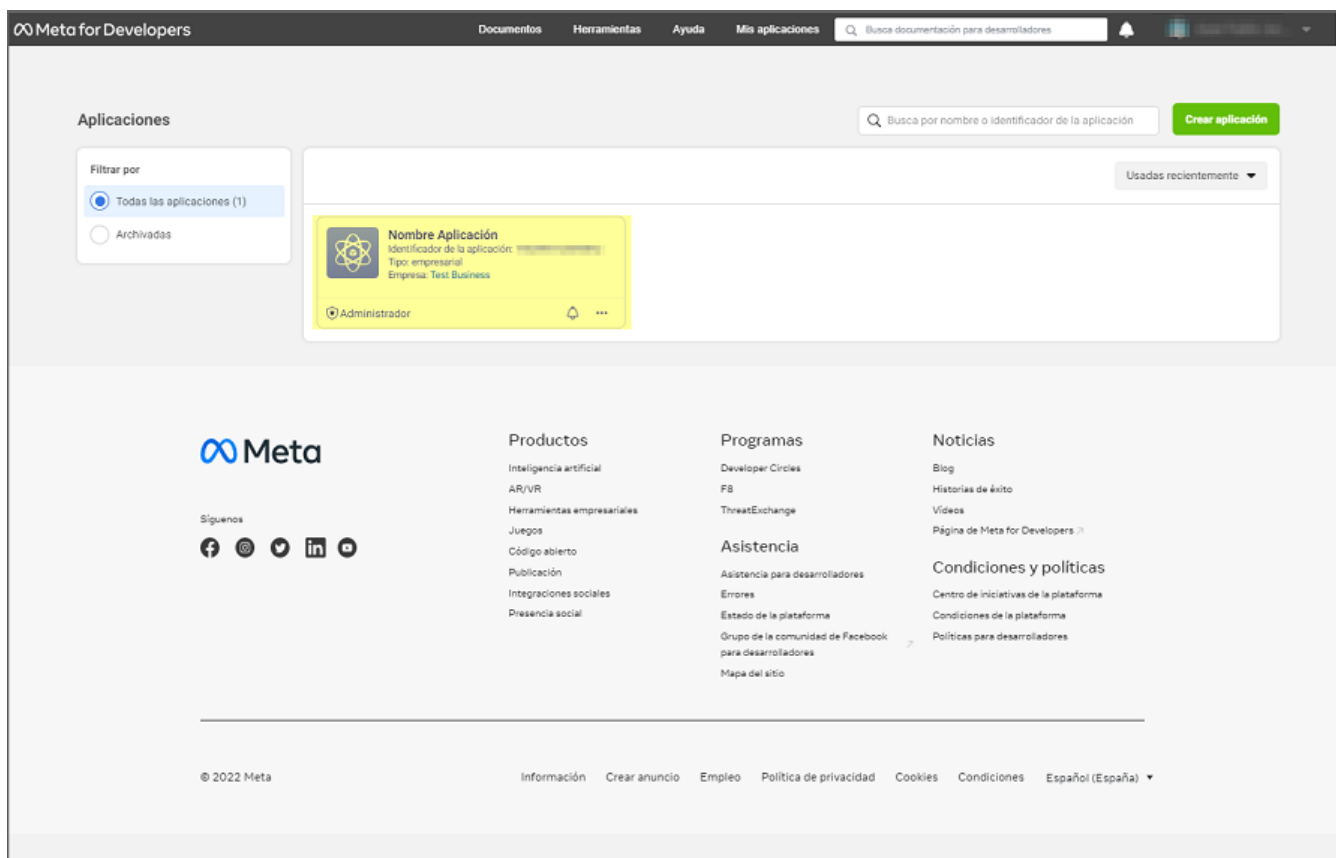 Meta for Developers
Documentos
Herramientas
Ayuda
Mis aplicaciones
Busca documentación para desarrolladores
Aplicaciones
Busca por nombre o identificador de la aplicación
Crear aplicación
Filtrar por
Todas las aplicaciones (1)
Archivadas
Usadas recientemente
Nombre Aplicación
Identificador de la aplicación:
Tipo: empresarial
Empresa: Test Business
Administrador
Meta
Síguenos
Productos
Inteligencia artificial
AR/VR
Herramientas empresariales
Juegos
Código abierto
Publicación
Integraciones sociales
Presencia social
Programas
Developer Circles
F8
ThreatExchange
Asistencia
Asistencia para desarrolladores
Errores
Estado de la plataforma
Grupo de la comunidad de Facebook
para desarrolladores
Mapa del sitio
Noticias
Blog
Historias de éxito
Vídeos
Página de Meta for Developers
Condiciones y políticas
Centro de iniciativas de la plataforma
Condiciones de la plataforma
Políticas para desarrolladores
© 2022 Meta
Información
Crear anuncio
Empleo
Política de privacidad
Cookies
Condiciones
Español (España)